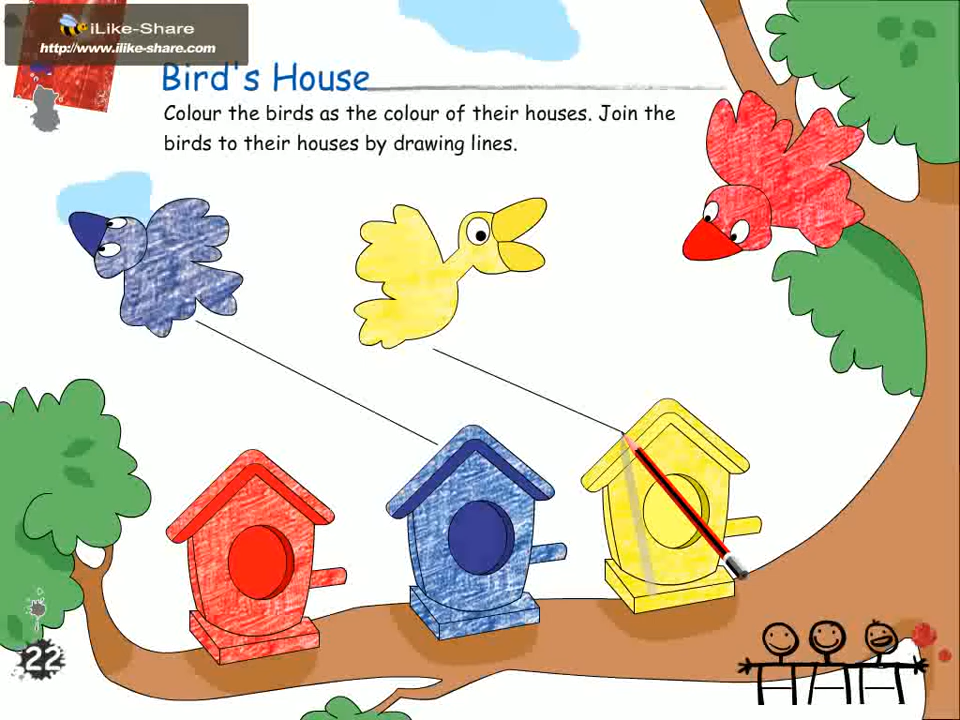 iLike-Share
http://www.ilike-share.com
Bird's House
Colour the birds as the colour of their houses. Join the
birds to their houses by drawing lines.
22